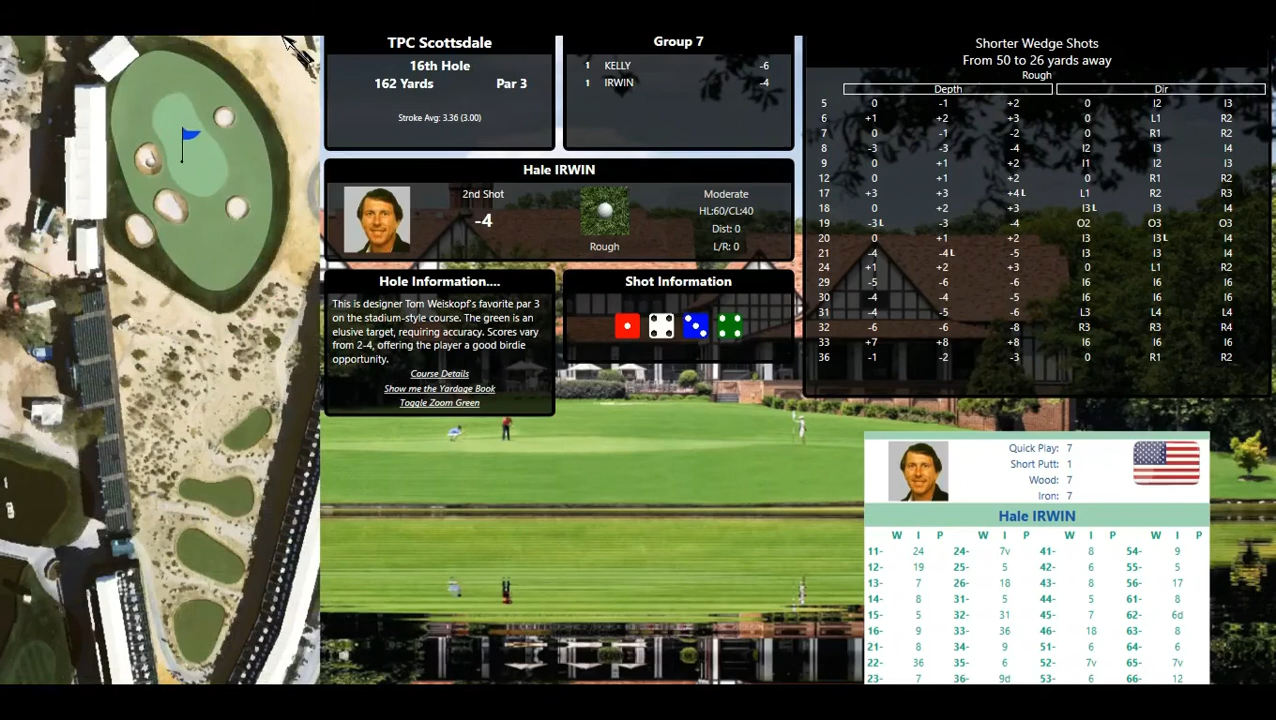 TPC Scottsdale
16th Hole
162 Yards Par 3
Stroke Avg: 3.36 (3.00)
Group 7
1 KELLY -6
1 IRWIN -4
Hale IRWIN
2nd Shot
-4
Rough
Moderate
HL:60/CL:40
Dist: 0
L/R: 0
Hole Information....
This is designer Tom Weiskopf's favorite par 3
on the stadium-style course. The green is an
elusive target, requiring accuracy. Scores vary
from 2-4, offering the player a good birdie
opportunity.
Course Details
Show me the Yardage Book
Toggle Zoom Green
Shot Information
Shorter Wedge Shots
From 50 to 26 yards away
Rough
Depth Dir
5 0 -1 +2 0 I2 I3
6 +1 +2 +3 0 L1 R2
7 0 -1 -2 0 R1 R2
8 -3 -3 -4 I2 I3 I4
9 0 +1 +2 I1 I2 I3
12 0 +1 +2 0 R1 R2
17 +3 +3 +4 L L1 R2 R3
18 0 +2 +3 I3 L I3 I4
19 -3 L -3 -4 O2 O3 O3
20 0 +1 +2 I3 I3 L I4
21 -4 -4 L -5 I3 I3 I4
24 +1 +2 +3 0 L1 R2
29 -5 -6 -6 I6 I6 I6
30 -4 -4 -5 I6 I6 I6
31 -4 -5 -6 L3 L4 L4
32 -6 -6 -8 R3 R3 R4
33 +7 +8 +8 I6 I6 I6
36 -1 -2 -3 0 R1 R2
Quick Play: 7
Short Putt: 1
Wood: 7
Iron: 7
Hale IRWIN
W I P W I P W I P W I P
11- 24 24- 7v 41- 8 54- 9
12- 19 25- 5 42- 6 55- 5
13- 7 26- 18 43- 8 56- 17
14- 8 31- 5 44- 5 61- 8
15- 5 32- 31 45- 7 62- 6d
16- 9 33- 36 46- 18 63- 8
21- 8 34- 9 51- 6 64- 6
22- 36 35- 6 52- 7v 65- 7v
23- 7 36- 9d 53- 6 66- 12